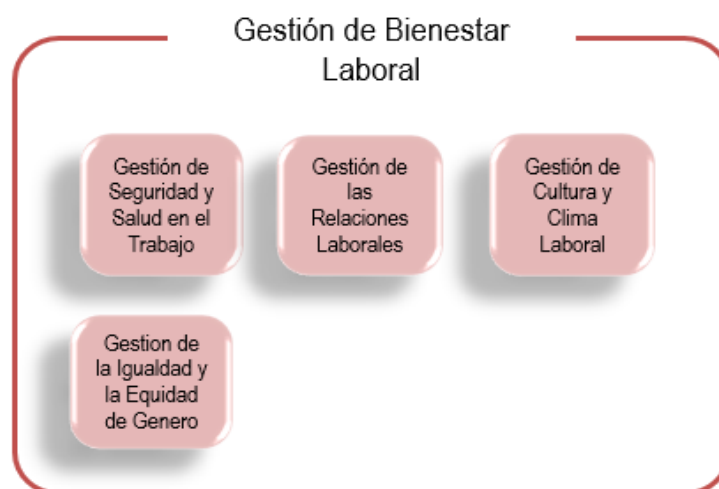 Gestión de Bienestar
Laboral
Gestión de
Seguridad y
Salud en el
Trabajo
Gestión de
las
Relaciones
Laborales
Gestión de
Cultura y
Clima
Laboral
Gestion de
la Igualdad y
la Equidad
de Genero